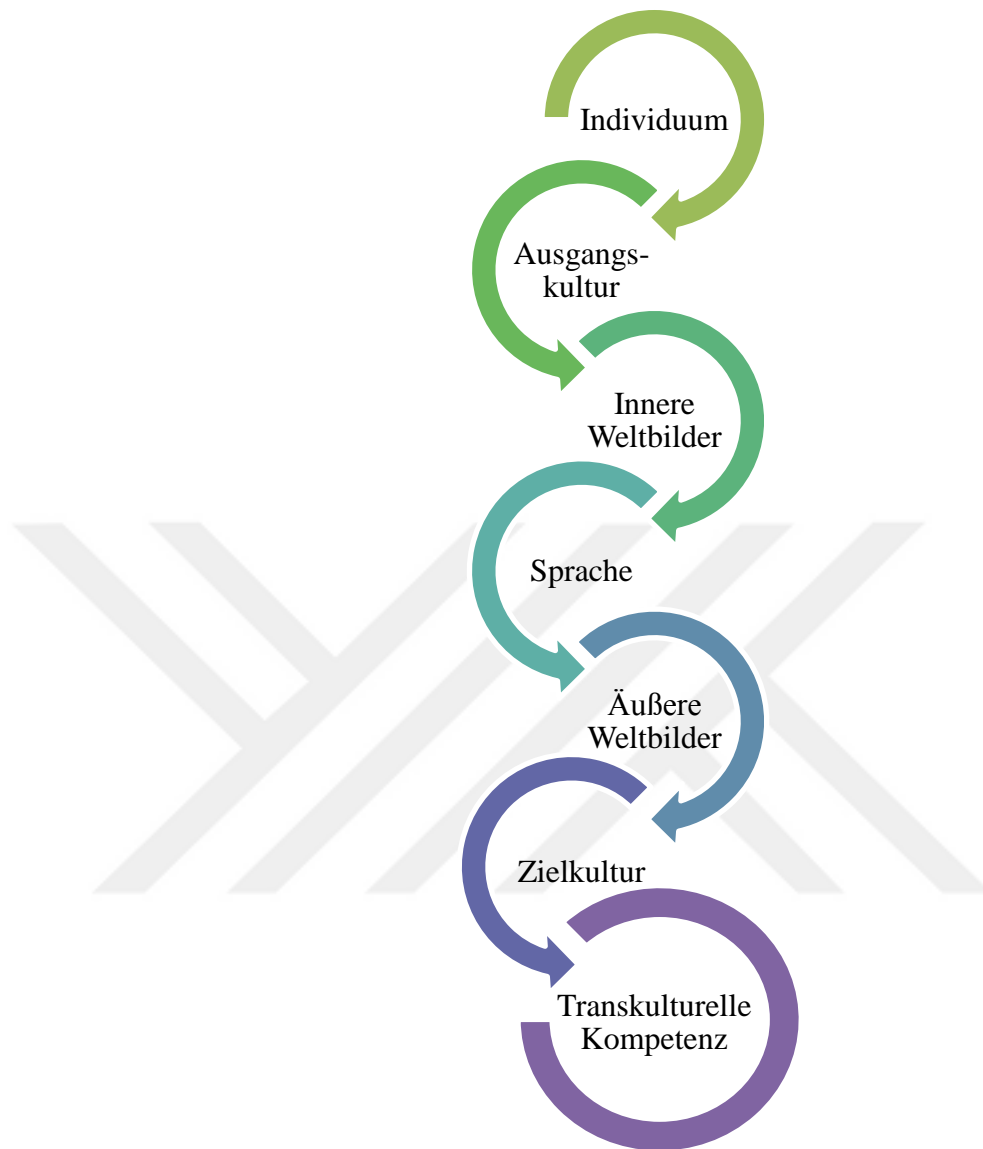 Individuum
Ausgangs-
kultur
Innere
Weltbilder
Sprache
Äußere
Weltbilder
Zielkultur
Transkulturelle
Kompetenz